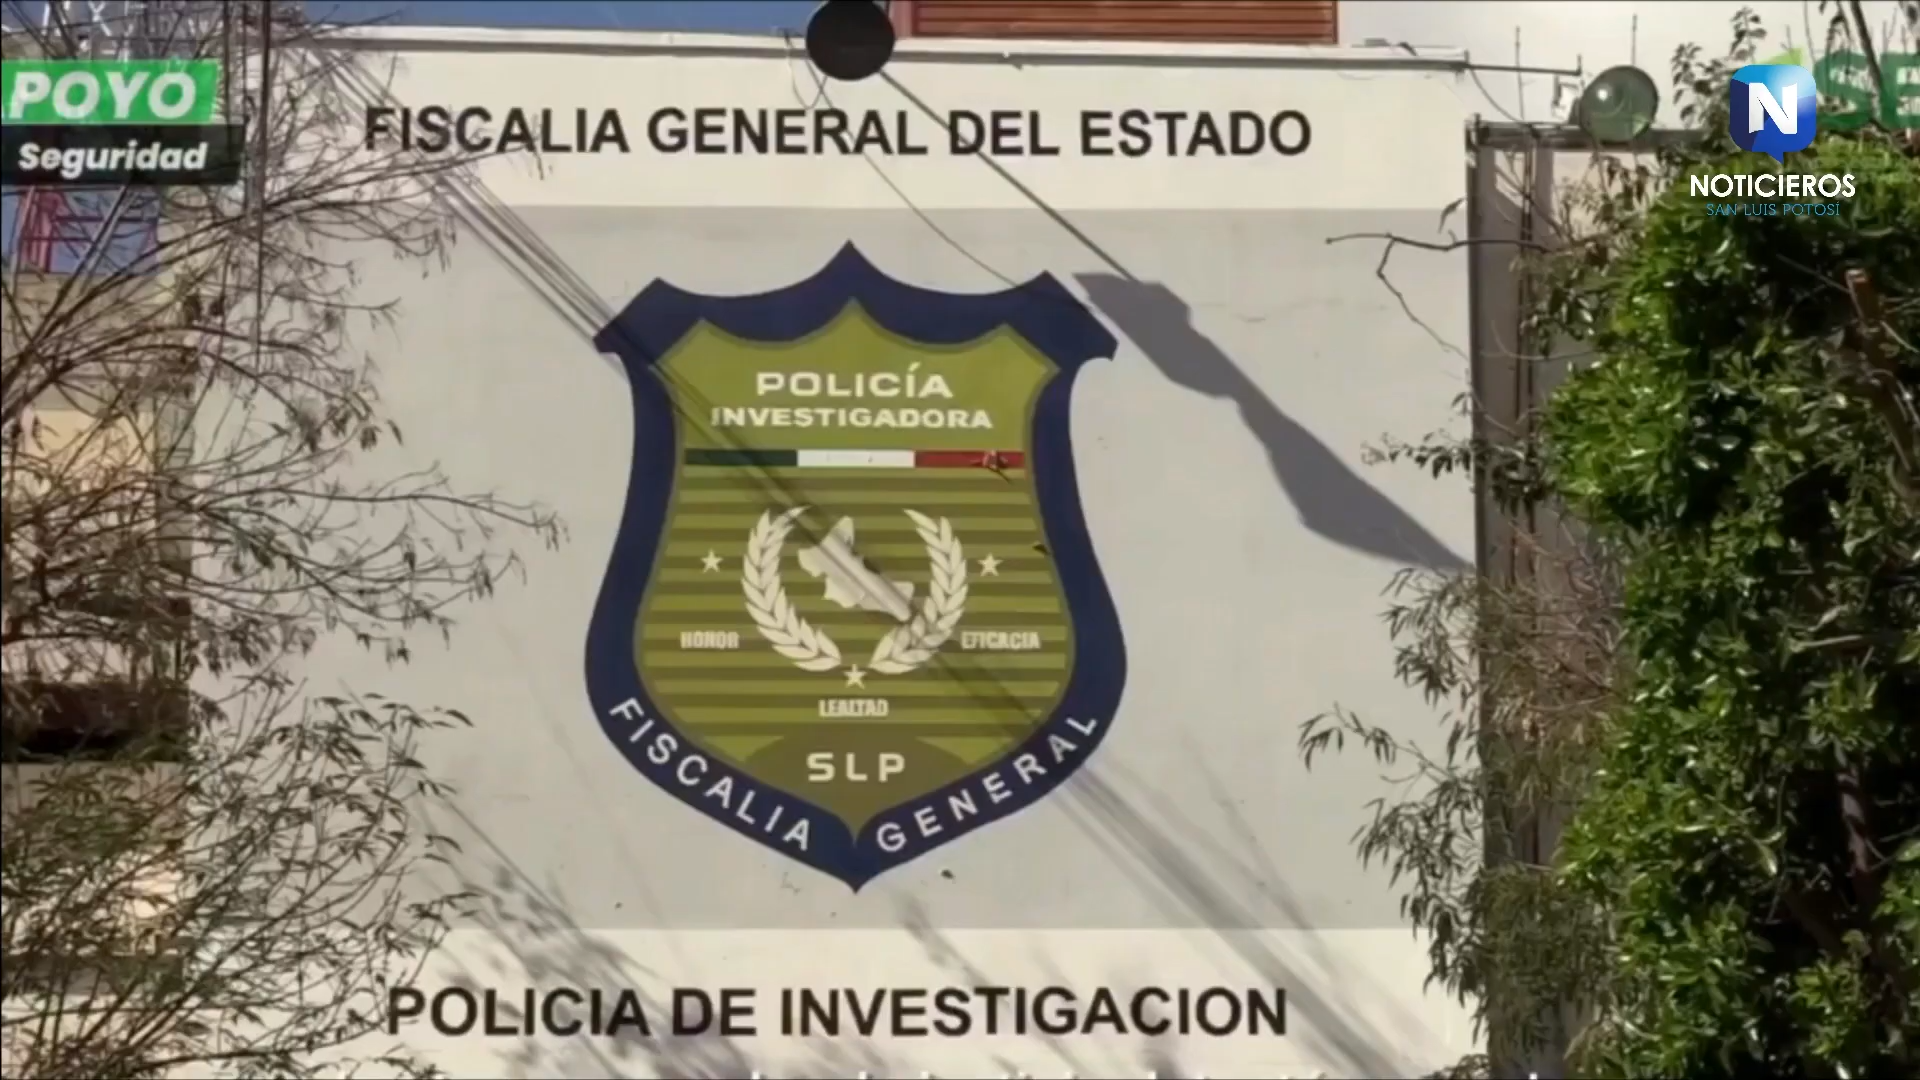 POYO
Seguridad
FISCALIA GENERAL DEL ESTADO
SE
N
NOTICIEROS
SAN LUIS POTOSÍ
POLICÍA
INVESTIGADORA
HONOR
EFICACIA
LEALTAD
SLP
FISCALIA GENERAL
POLICIA DE INVESTIGACION